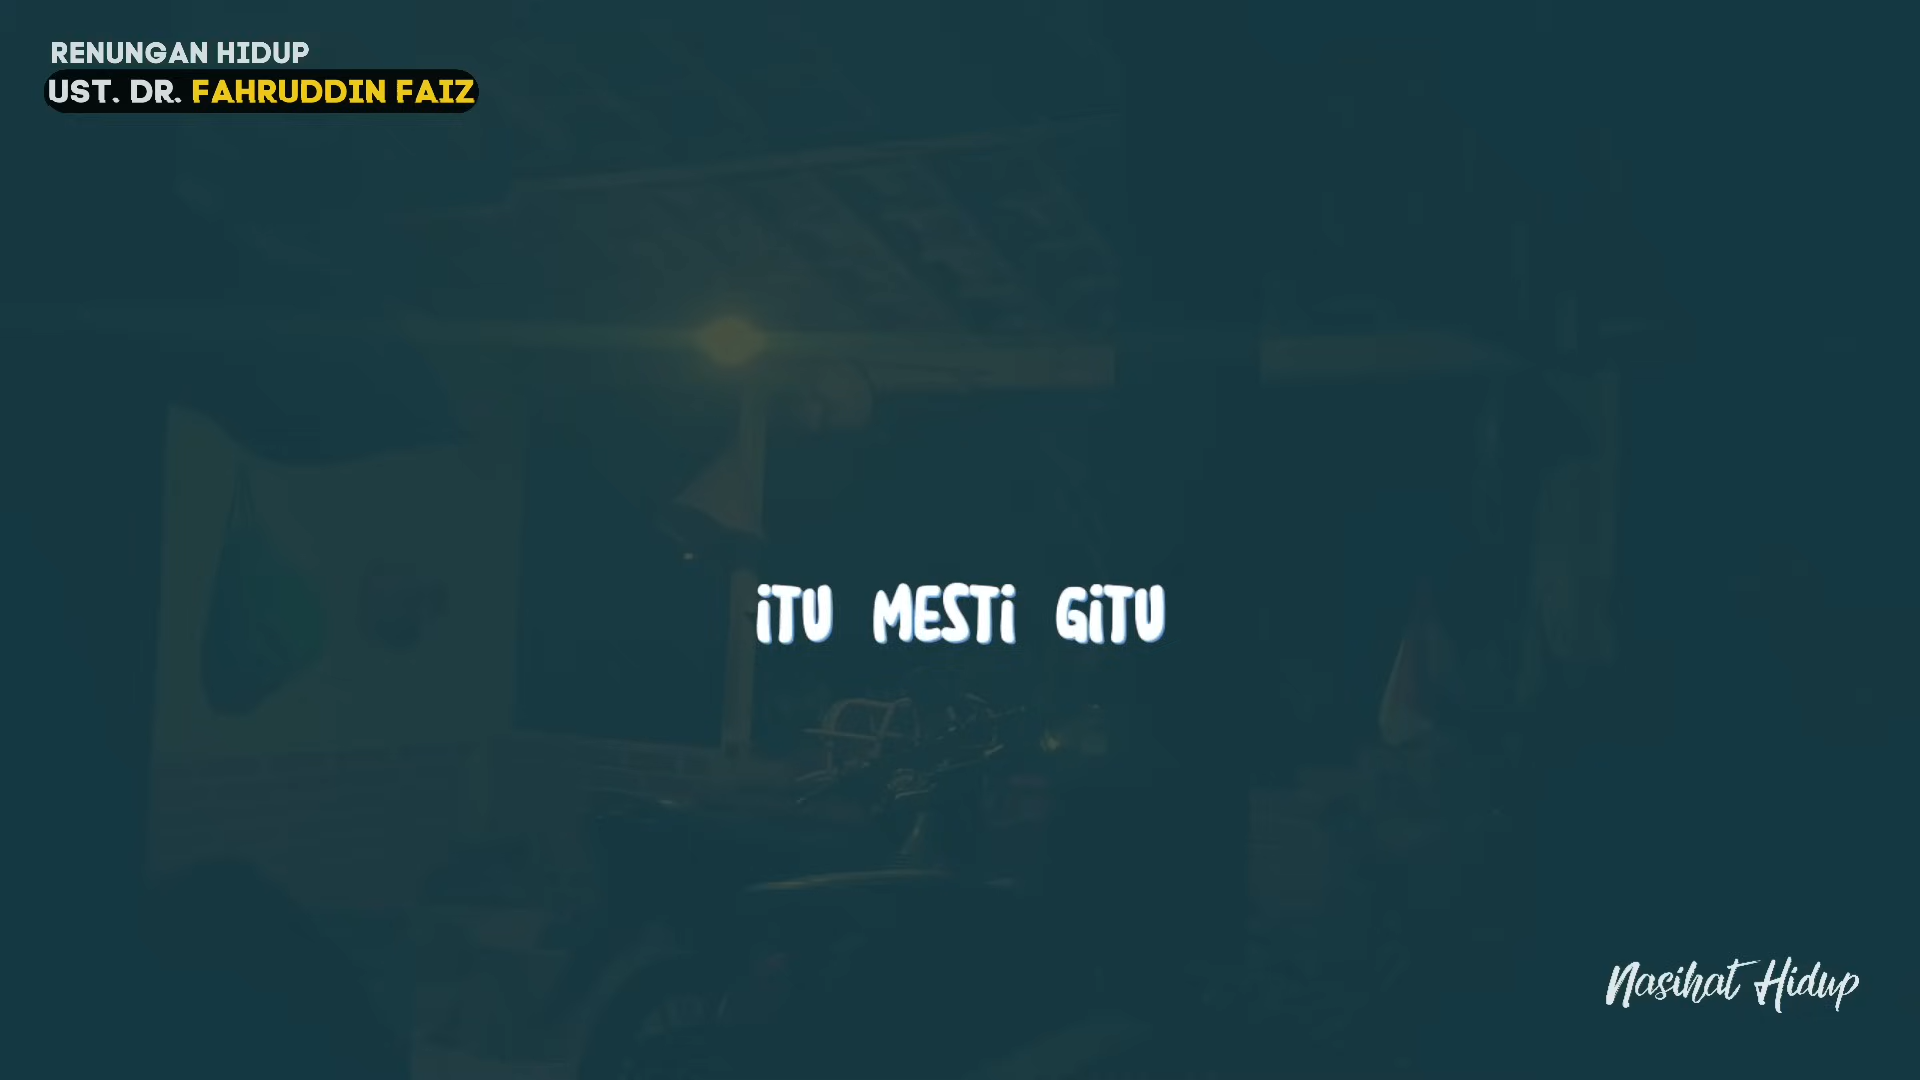 RENUNGAN HIDUP
UST. DR. FAHRUDDIN FAIZ
iTU MESTi GiTU
Nasihat Hidup